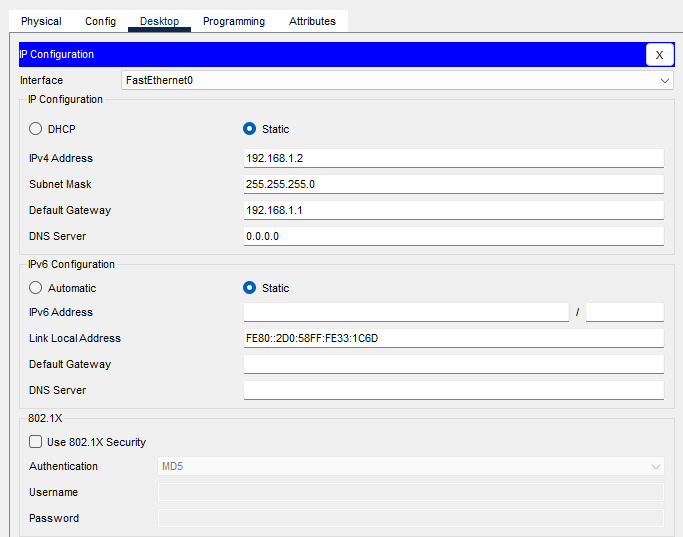 Physical Config Desktop Programming Attributes
IP Configuration X
Interface FastEthernet0
IP Configuration
DHCP Static
IPv4 Address 192.168.1.2
Subnet Mask 255.255.255.0
Default Gateway 192.168.1.1
DNS Server 0.0.0.0
IPv6 Configuration
Automatic Static
IPv6 Address /
Link Local Address FE80::2D0:58FF:FE33:1C6D
Default Gateway
DNS Server
802.1X
Use 802.1X Security
Authentication MD5
Username
Password